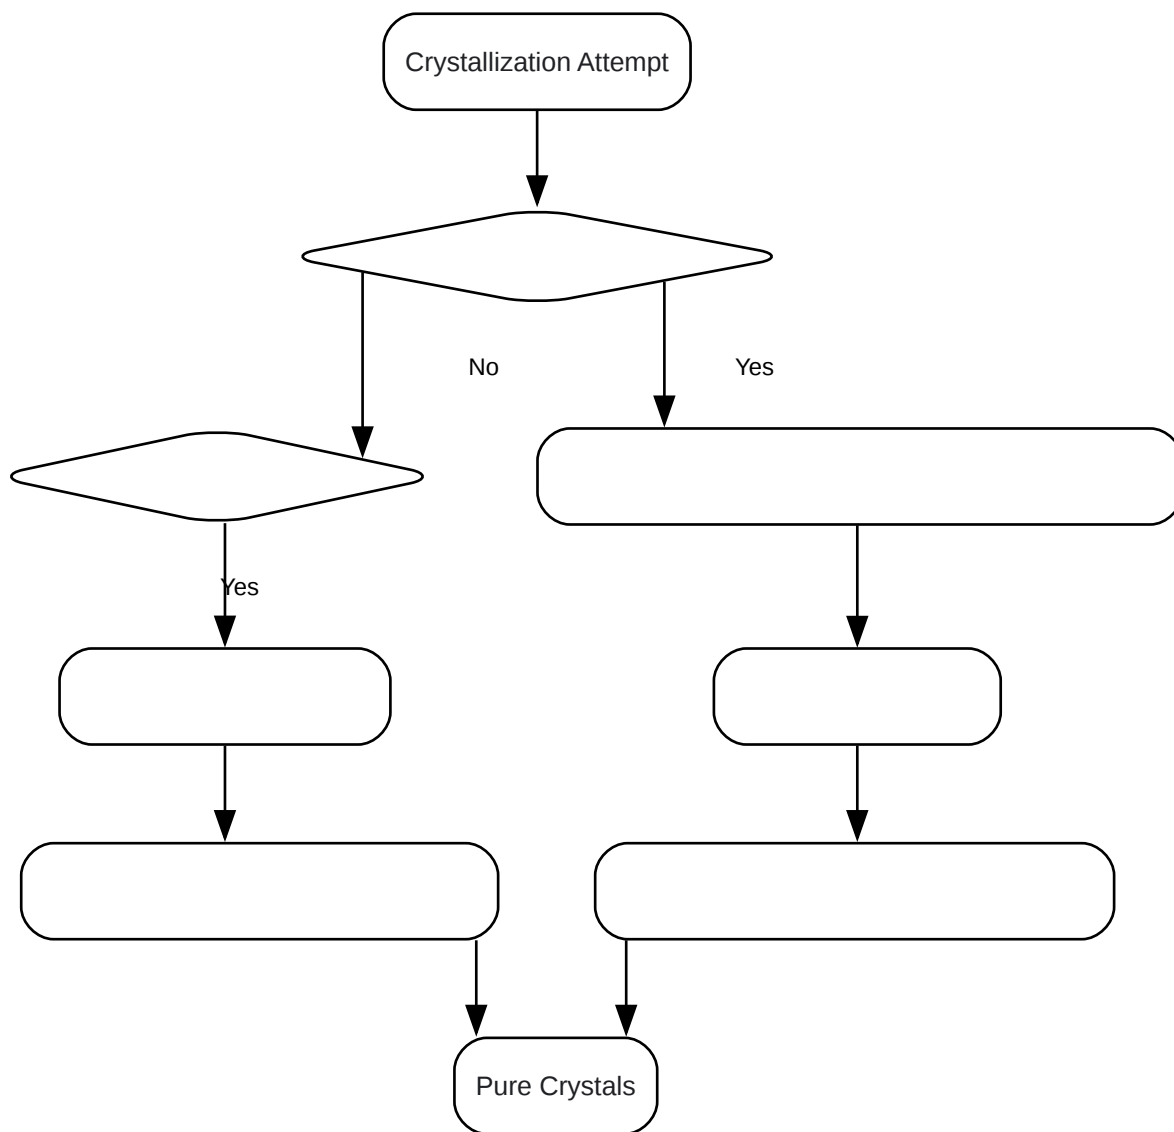 Crystallization Attempt
No
Yes
Yes
Pure Crystals